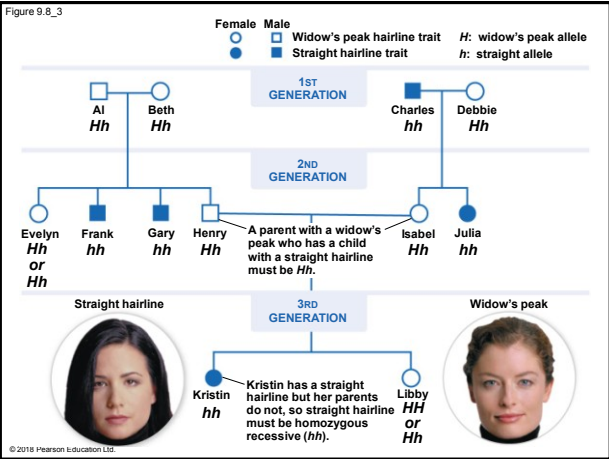 Figure 9.8_3
Female Male
Widow’s peak hairline trait
Straight hairline trait
H: widow’s peak allele
h: straight allele
1ST
GENERATION
Al
Hh
Beth
Hh
Charles
hh
Debbie
Hh
2ND
GENERATION
Evelyn
Hh
or
Hh
Frank
hh
Gary
hh
Henry
Hh
A parent with a widow’s
peak who has a child
with a straight hairline
must be Hh.
Isabel
Hh
Julia
hh
Straight hairline
3RD
GENERATION
Widow’s peak
Kristin
hh
Kristin has a straight
hairline but her parents
do not, so straight hairline
must be homozygous
recessive (hh).
Libby
HH
or
Hh
© 2018 Pearson Education Ltd.